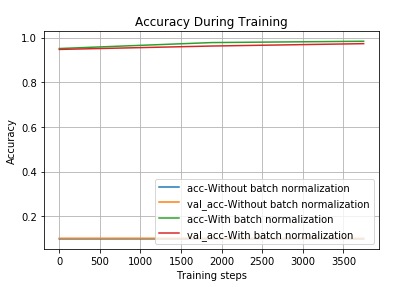 Accuracy During Training
1.0
0.8
0.6
0.4
0.2
Accuracy
acc-Without batch normalization
val_acc-Without batch normalization
acc-With batch normalization
val_acc-With batch normalization
0 500 1000 1500 2000 2500 3000 3500
Training steps